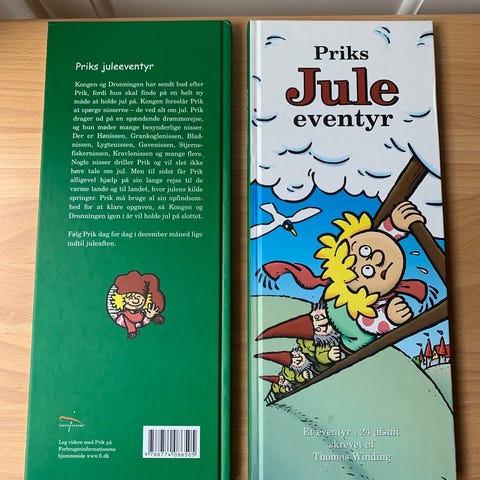 Priks juleeventyr
Kongen og Dronningen har sendt bud efter
Prik, fordi hun skal finde på en helt ny
måde at holde jul på. Kongen foreslår Prik
at spørge nisserne – de ved alt om jul. Prik
drager ud på en spændende drømmerejse,
og hun møder mange besynderlige nisser.
Der er Hønissen, Grankoglenissen, Blad-
nissen, Lygtenissen, Gavenissen, Stjerne-
fiskernissen, Kravlenissen og mange flere.
Nogle nisser driller Prik og vil slet ikke
høre tale om jul. Men til sidst får Prik
alligevel hjælp på sin lange rejse til de
varme lande og til landet, hvor julens kilde
springer. Prik må bruge al sin opfindsom-
hed for at klare opgaven, så Kongen og
Dronningen igen i år vil holde jul på slottet.
Følg Prik dag for dag i december måned lige
indtil juleaften.
Leg videre med Prik på
Forbrugerinformationens
hjemmeside www.fi.dk
9 788774 086505
Priks
Jule
eventyr
Et eventyr i 24 afsnit
skrevet af
Thomas Winding